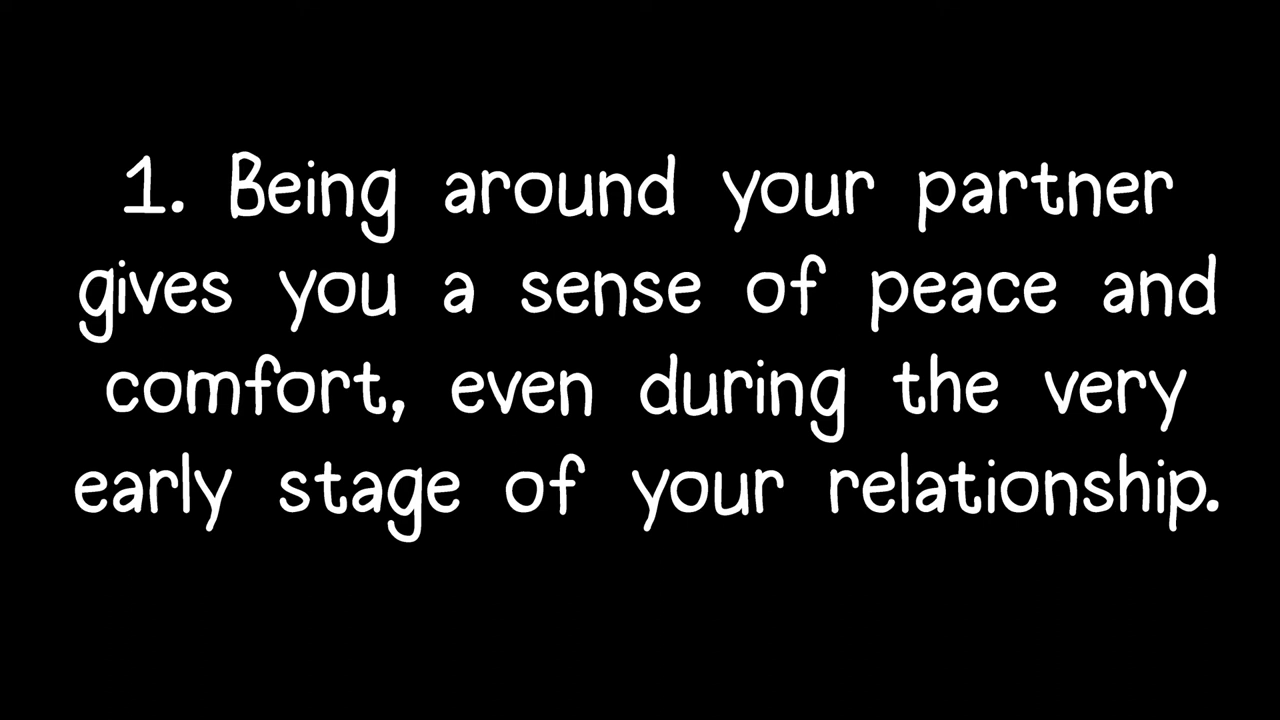 1. Being around your partner
gives you a sense of peace and
comfort, even during the very
early stage of your relationship.